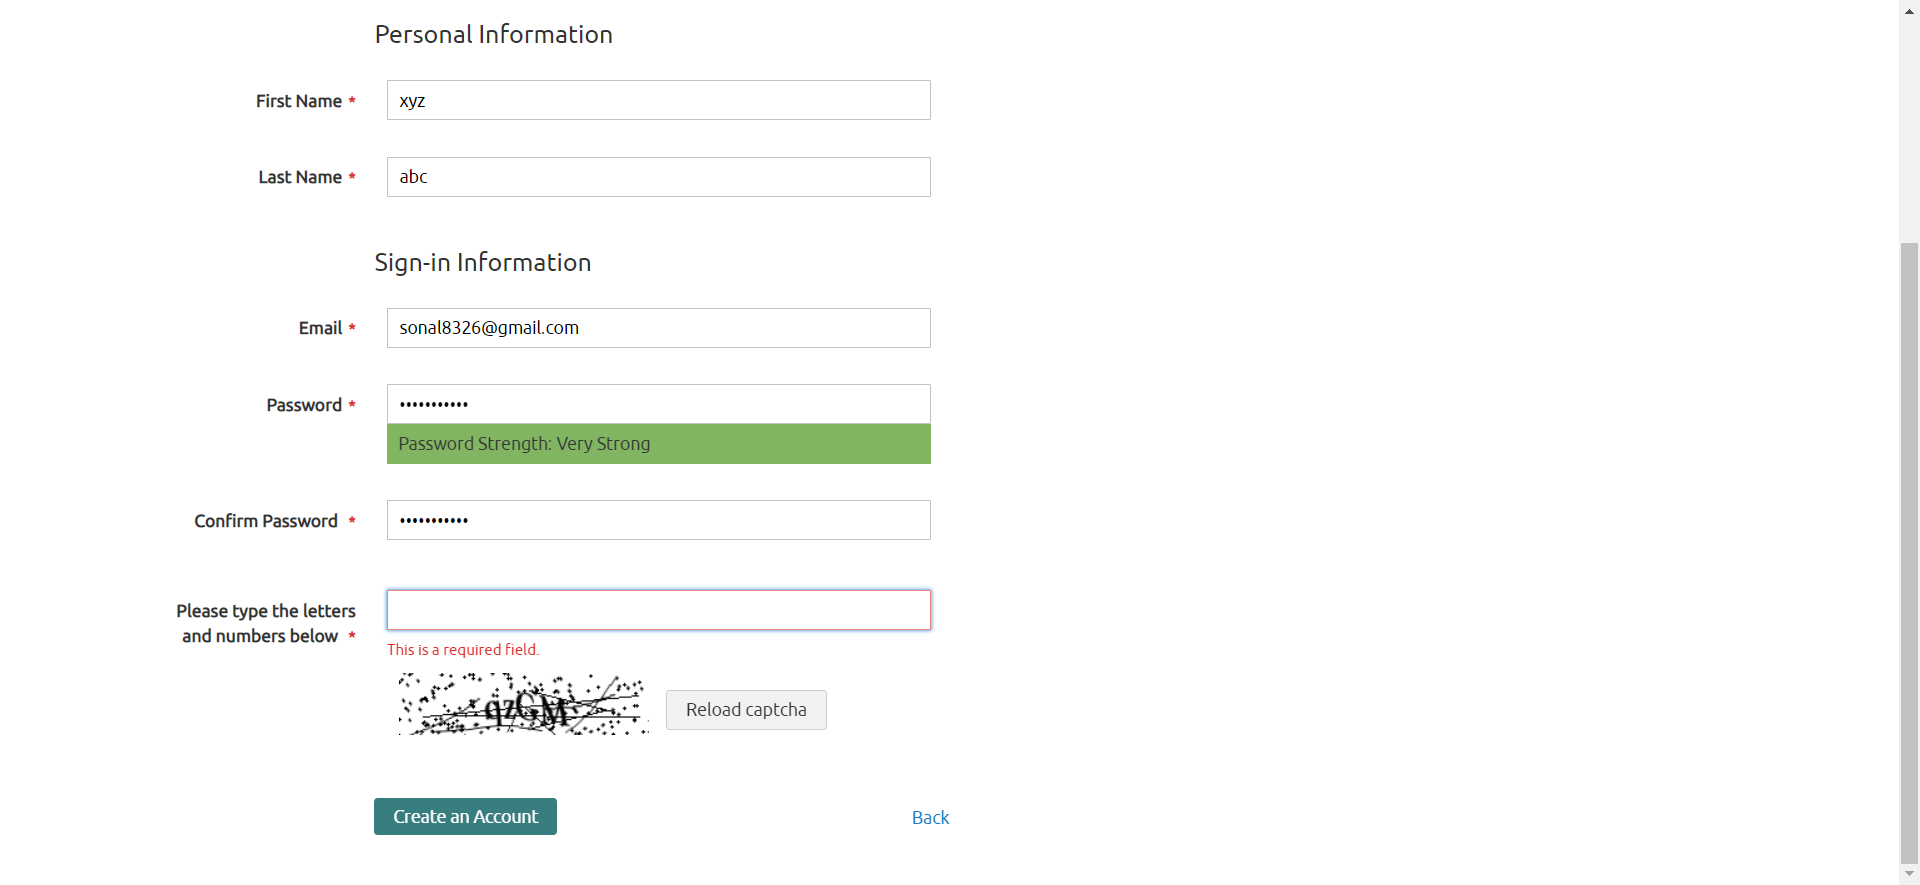 Personal Information
First Name *
xyz
Last Name *
abc
Sign-in Information
Email *
sonal8326@gmail.com
Password *
•••••••••••
Password Strength: Very Strong
Confirm Password *
•••••••••••
Please type the letters
and numbers below *
This is a required field.
Reload captcha
Create an Account
Back